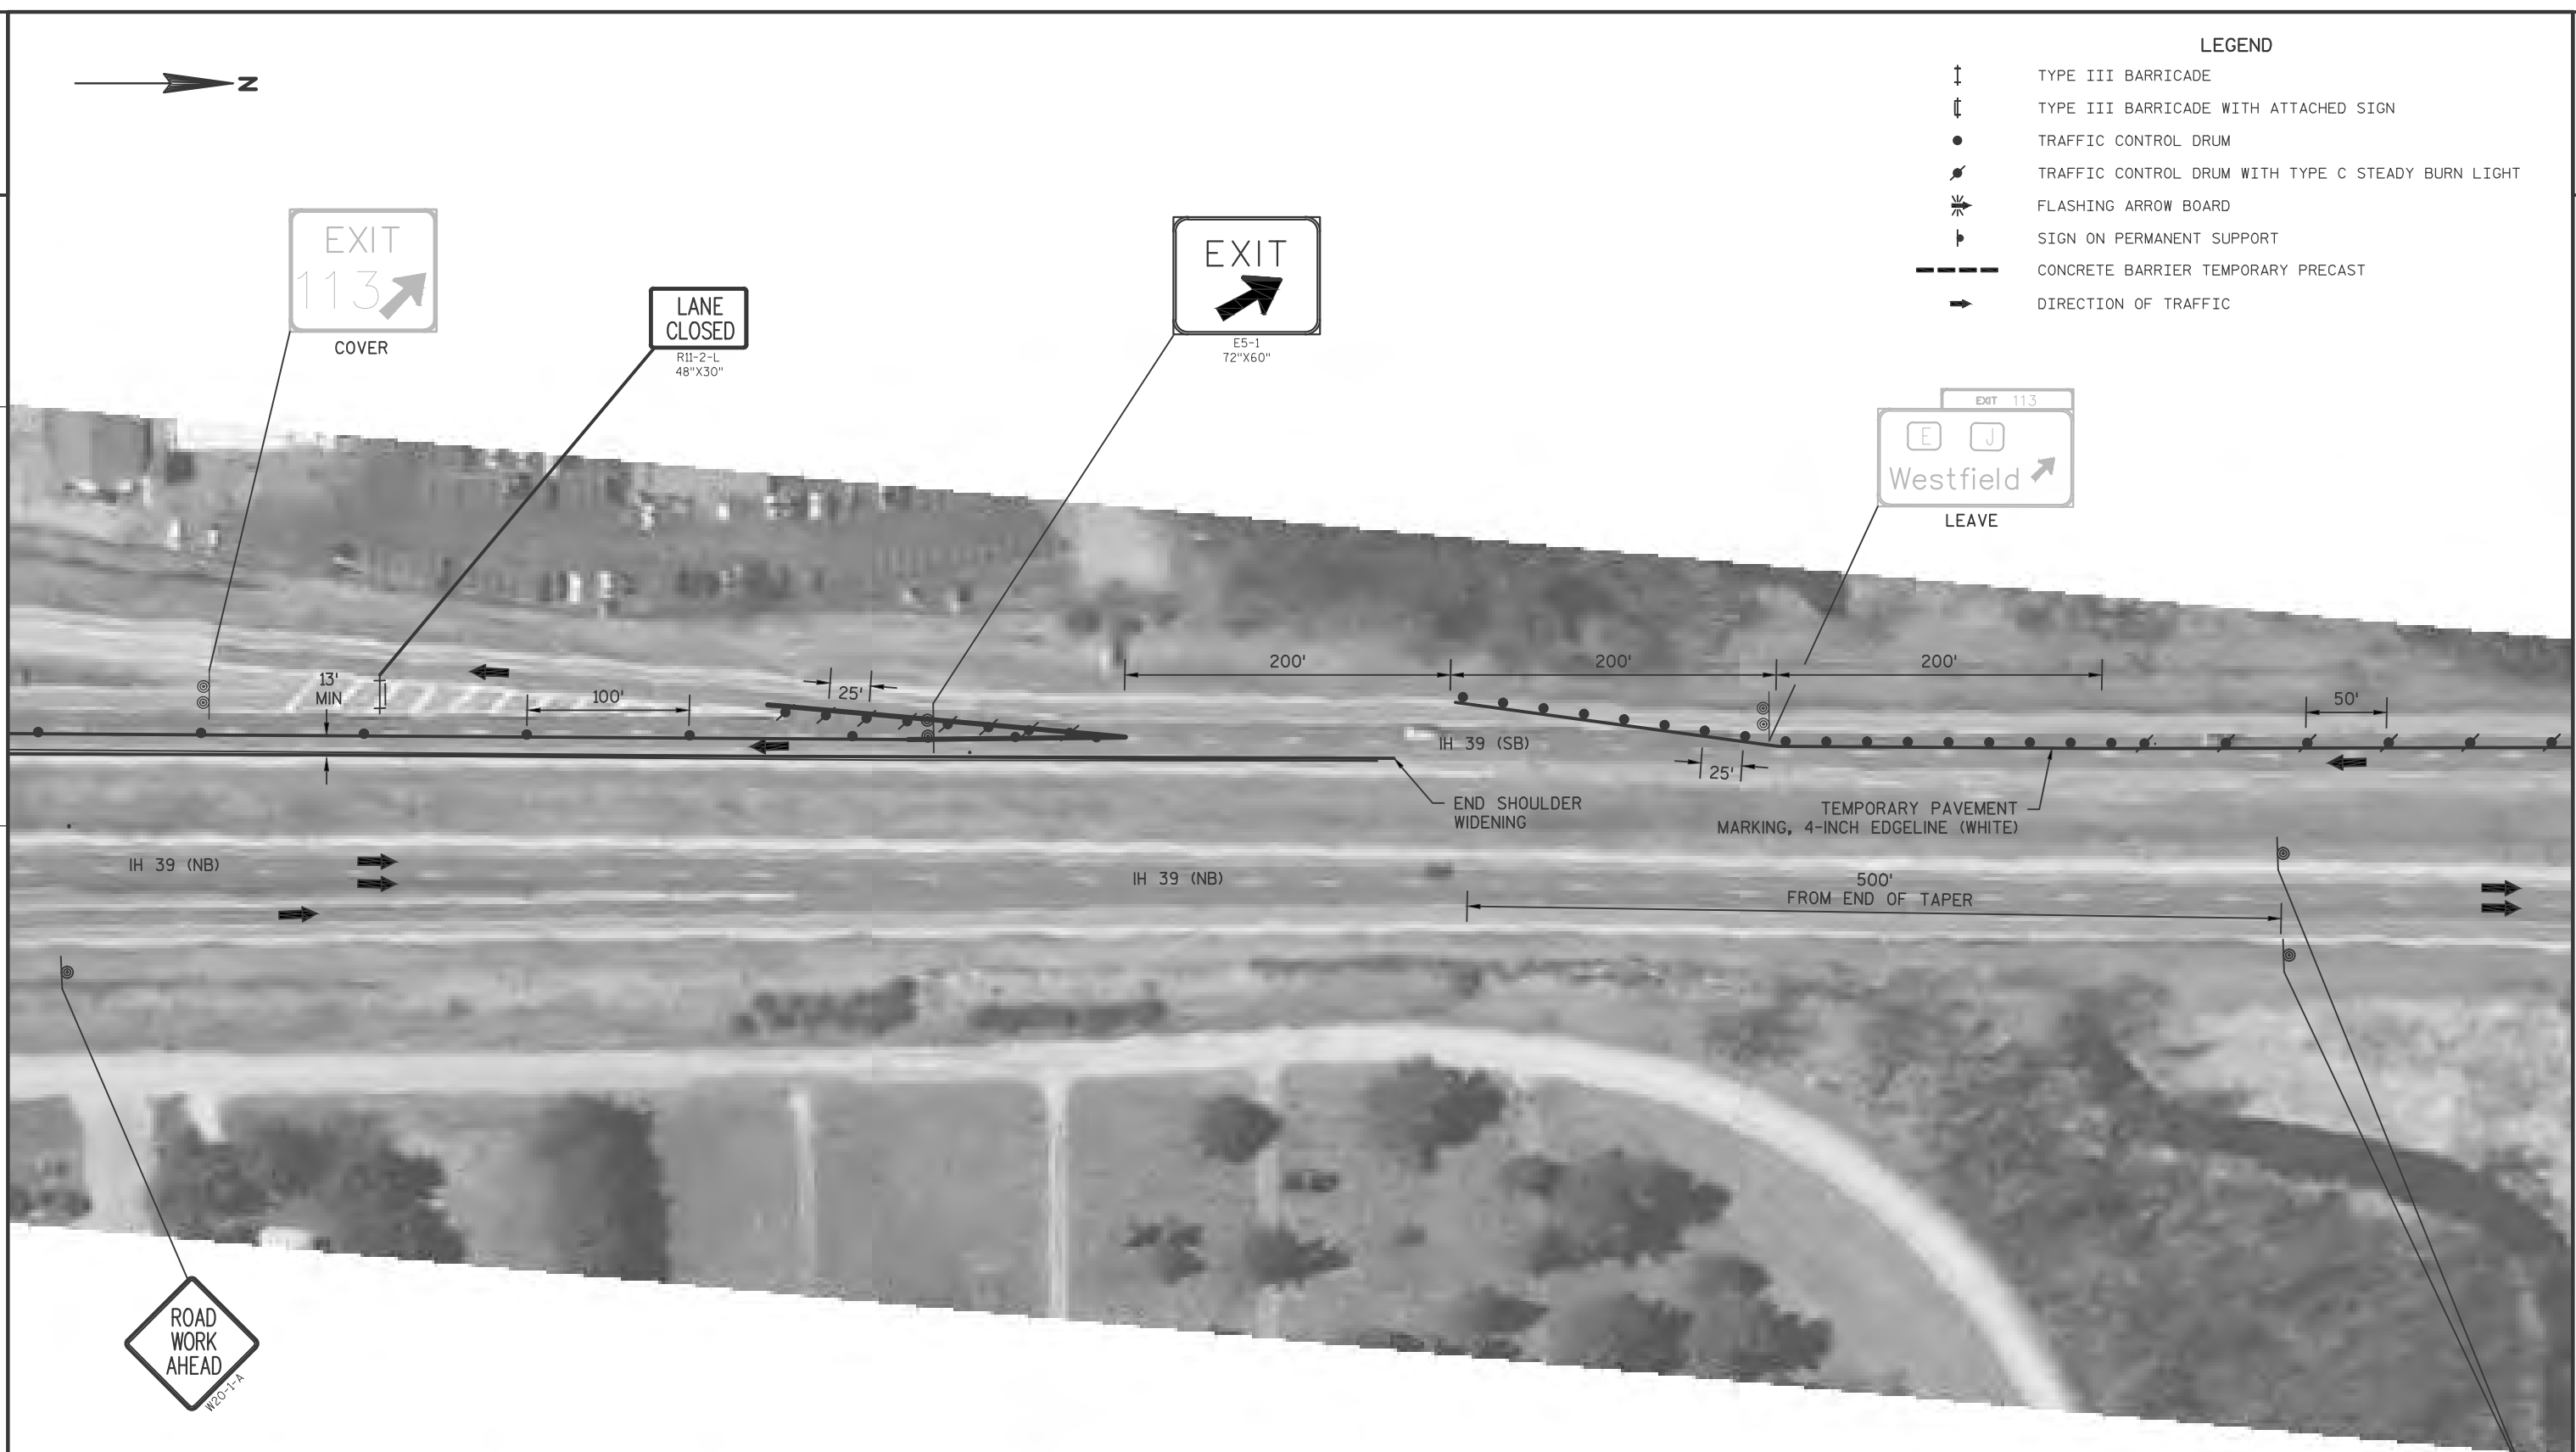 LEGEND
TYPE III BARRICADE
TYPE III BARRICADE WITH ATTACHED SIGN
TRAFFIC CONTROL DRUM
TRAFFIC CONTROL DRUM WITH TYPE C STEADY BURN LIGHT
FLASHING ARROW BOARD
SIGN ON PERMANENT SUPPORT
CONCRETE BARRIER TEMPORARY PRECAST
DIRECTION OF TRAFFIC
N
EXIT
113
COVER
LANE
CLOSED
R11-2-L
48"X30"
EXIT
E5-1
72"X60"
EXIT 113
E J
Westfield
LEAVE
13'
MIN
100'
25'
200'
200'
200'
50'
IH 39 (SB)
25'
END SHOULDER
WIDENING
TEMPORARY PAVEMENT
MARKING, 4-INCH EDGELINE (WHITE)
IH 39 (NB)
IH 39 (NB)
500'
FROM END OF TAPER
ROAD
WORK
AHEAD
W20-1-A